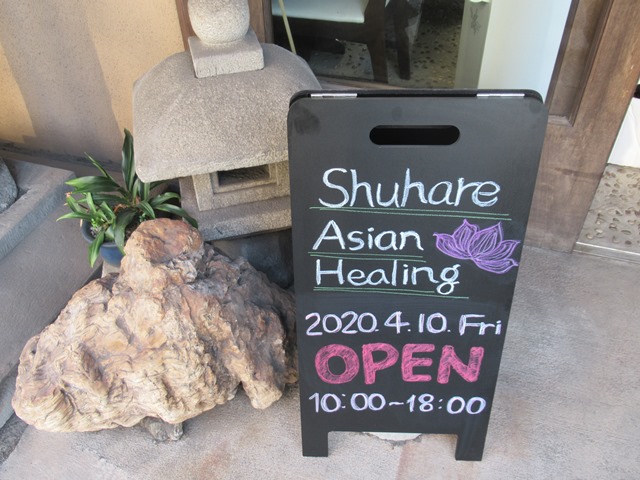 Shuhare
Asian
Healing
2020.4.10.Fri
OPEN
10:00~18:00